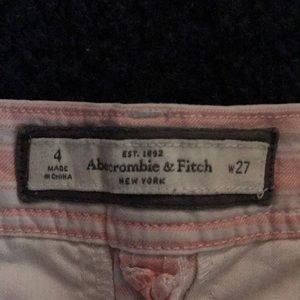 4
MADE
IN CHINA
EST. 1892
Abercrombie & Fitch
NEW YORK
W27